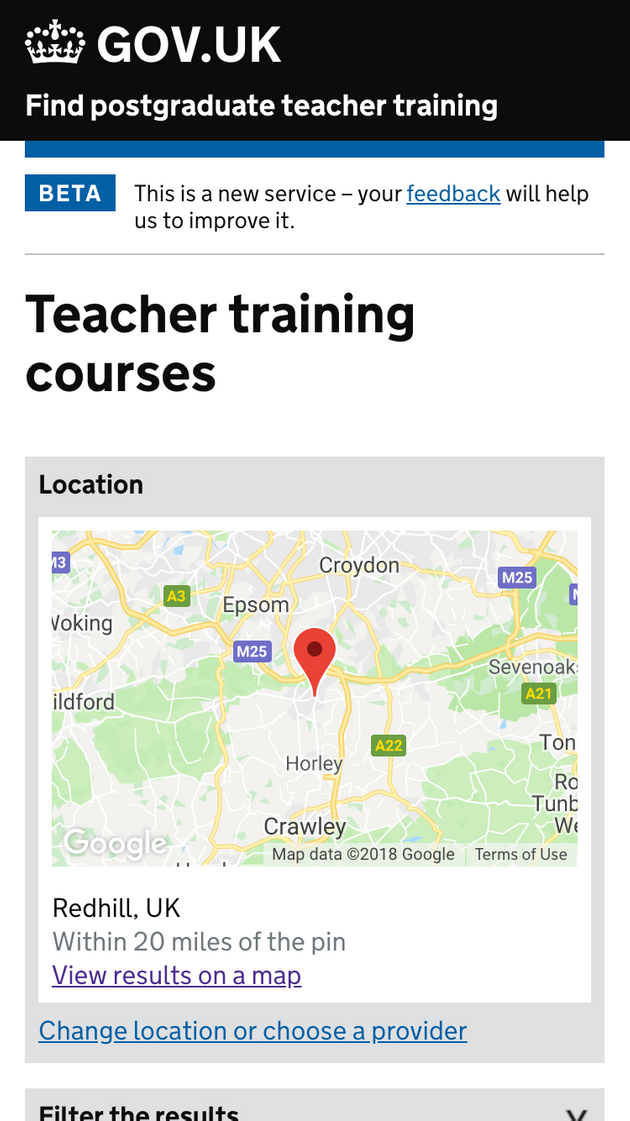 GOV.UK
Find postgraduate teacher training
BETA
This is a new service – your feedback will help
us to improve it.
Teacher training
courses
Location
Croydon
M3
M25
A3
Epsom
Woking
M25
Sevenoaks
ildford
A21
A22
Ton
Horley
Ro
Tunb
Crawley
We
Google
Map data ©2018 Google
Terms of Use
Redhill, UK
Within 20 miles of the pin
View results on a map
Change location or choose a provider
Filter the results